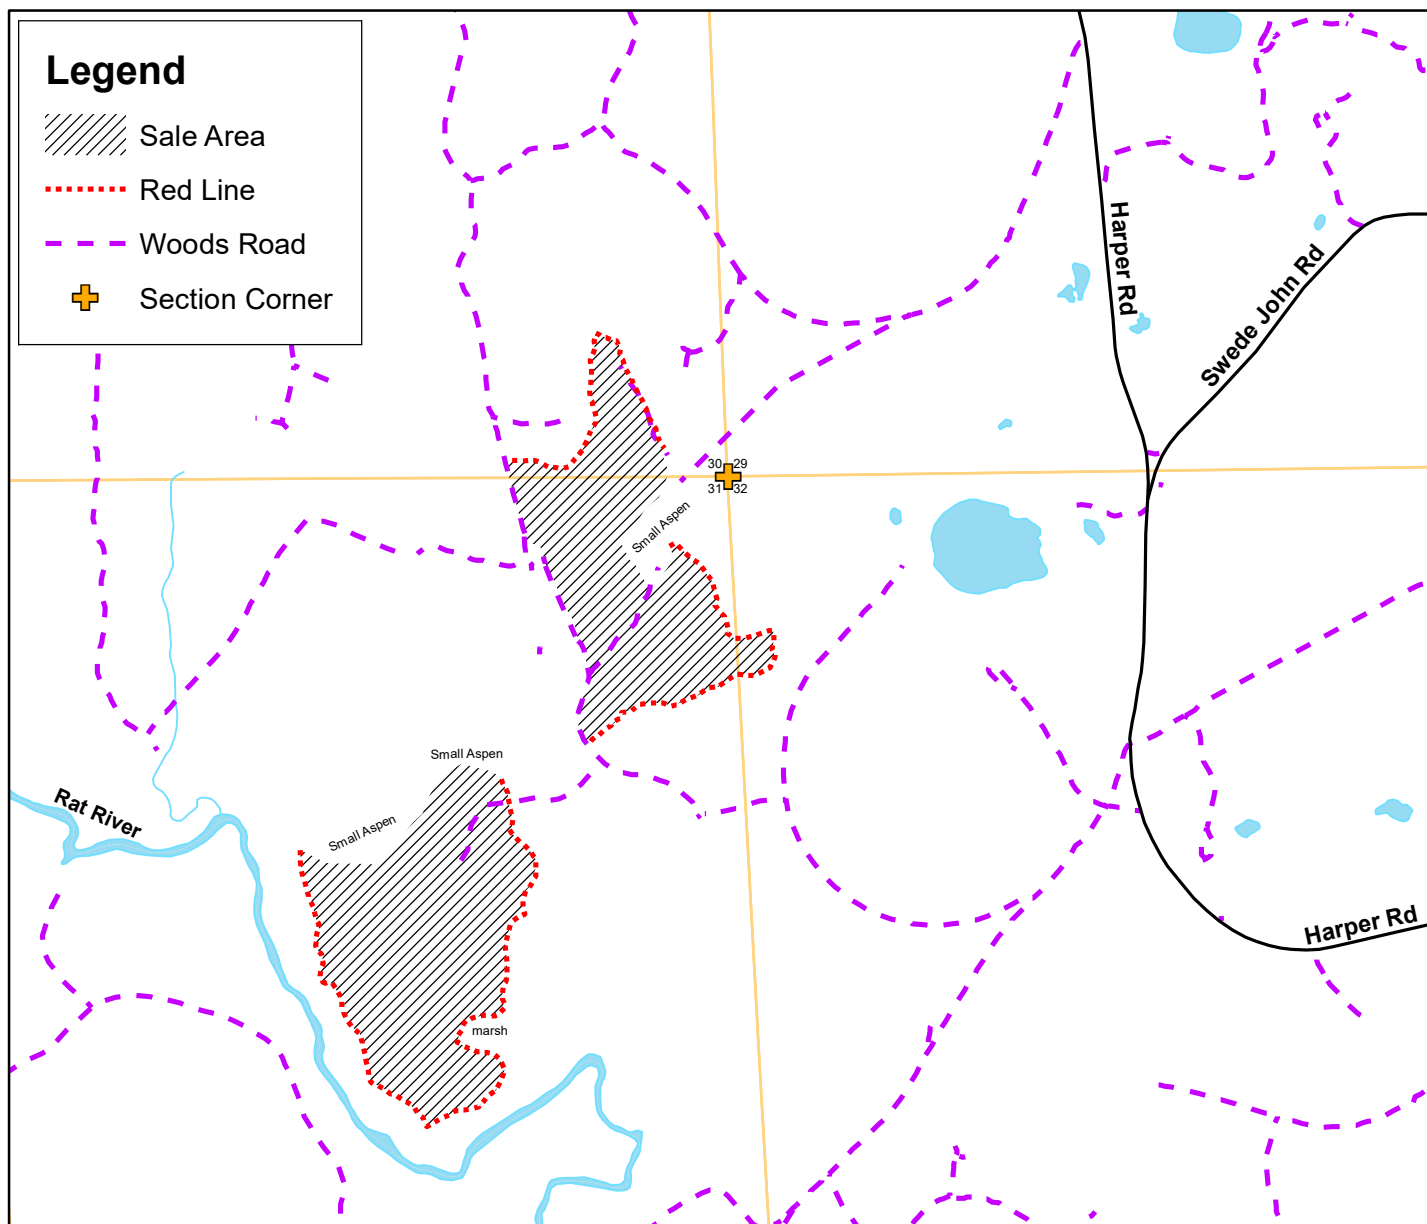 Legend
Sale Area
Red Line
Woods Road
Section Corner
Harper Rd
Swede John Rd
30 29
31 32
Small Aspen
Small Aspen
Small Aspen
Rat River
Harper Rd
marsh